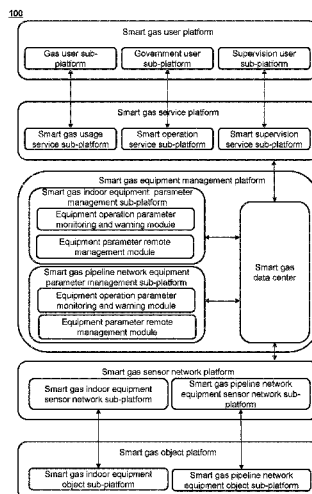 100
Smart gas user platform
Gas user sub-
platform
Government user
sub-platform
Supervision user
sub-platform
Smart gas service platform
Smart gas usage
service sub-platform
Smart operation
service sub-platform
Smart supervision
service sub-platform
Smart gas equipment management platform
Smart gas indoor equipment parameter
management sub-platform
Equipment operation parameter
monitoring and warning module
Equipment parameter remote
management module
Smart gas pipeline network equipment
parameter management sub-platform
Equipment operation parameter
monitoring and warning module
Equipment parameter remote
management module
Smart gas
data center
Smart gas sensor network platform
Smart gas indoor equipment
sensor network sub-platform
Smart gas pipeline network
equipment sensor network sub-
platform
Smart gas object platform
Smart gas indoor equipment
object sub-platform
Smart gas pipeline network
equipment object sub-platform